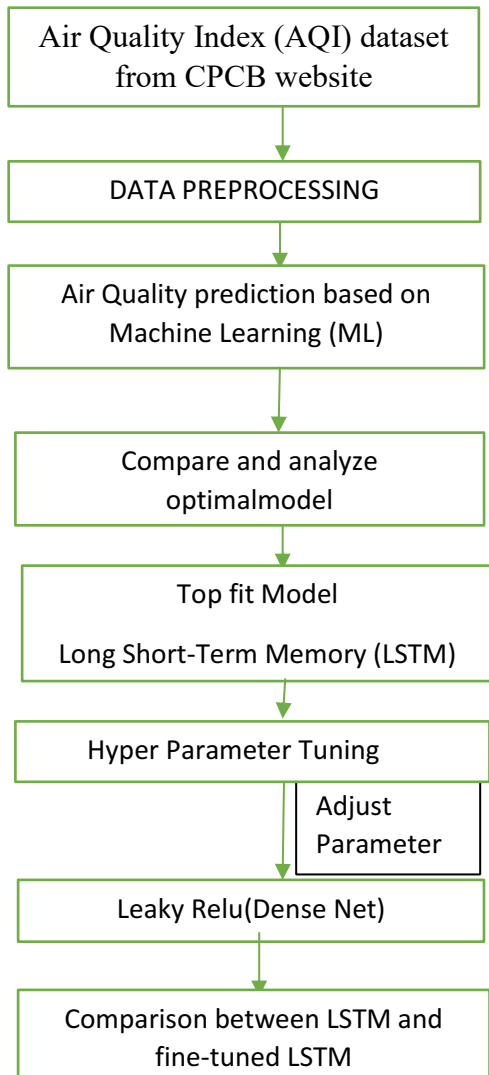 Air Quality Index (AQI) dataset
from CPCB website
DATA PREPROCESSING
Air Quality prediction based on
Machine Learning (ML)
Compare and analyze
optimalmodel
Top fit Model
Long Short-Term Memory (LSTM)
Hyper Parameter Tuning
Adjust
Parameter
Leaky Relu(Dense Net)
Comparison between LSTM and
fine-tuned LSTM